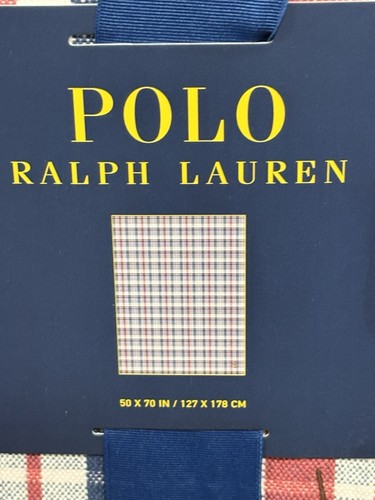 POLO
RALPH LAUREN
50 X 70 IN / 127 X 178 CM